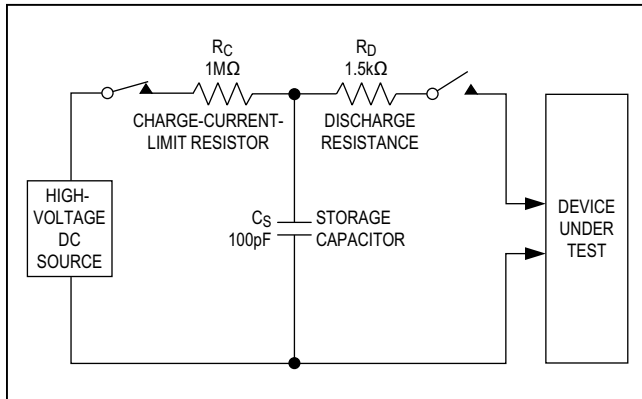 RC
1MΩ
CHARGE-CURRENT-
LIMIT RESISTOR
RD
1.5kΩ
DISCHARGE
RESISTANCE
HIGH-
VOLTAGE
DC
SOURCE
CS
100pF
STORAGE
CAPACITOR
DEVICE
UNDER
TEST